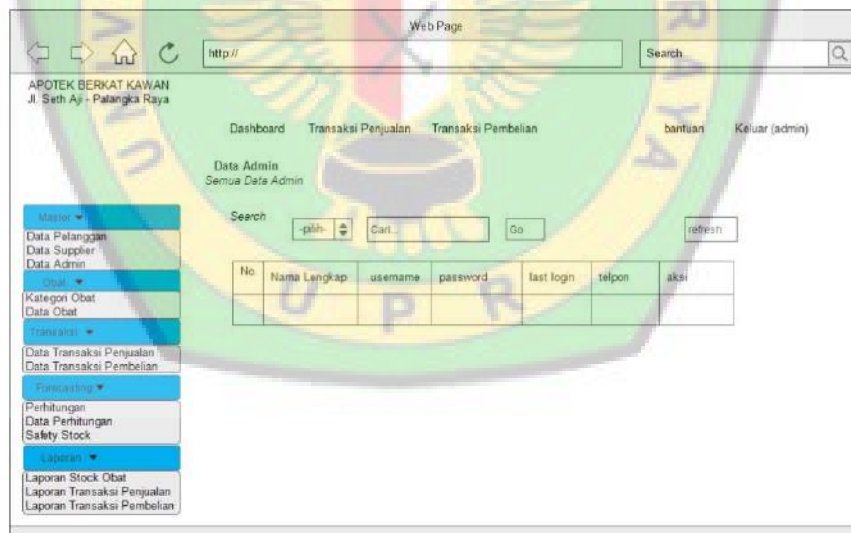 Web Page
http://
Search
APOTEK BERKAT KAWAN
Jl. Seth Aji - Palangka Raya
Dashboard Transaksi Penjualan Transaksi Pembelian bantuan Keluar (admin)
Data Admin
Semua Data Admin
Search -pilih- Cari... Go refresh
Master
Data Pelanggan
Data Supplier
Data Admin
Obat
Kategori Obat
Data Obat
Transaksi
Data Transaksi Penjualan
Data Transaksi Pembelian
Forecasting
Perhitungan
Data Perhitungan
Safety Stock
Laporan
Laporan Stock Obat
Laporan Transaksi Penjualan
Laporan Transaksi Pembelian
No Nama Lengkap username password last login telpon aksi
UPR